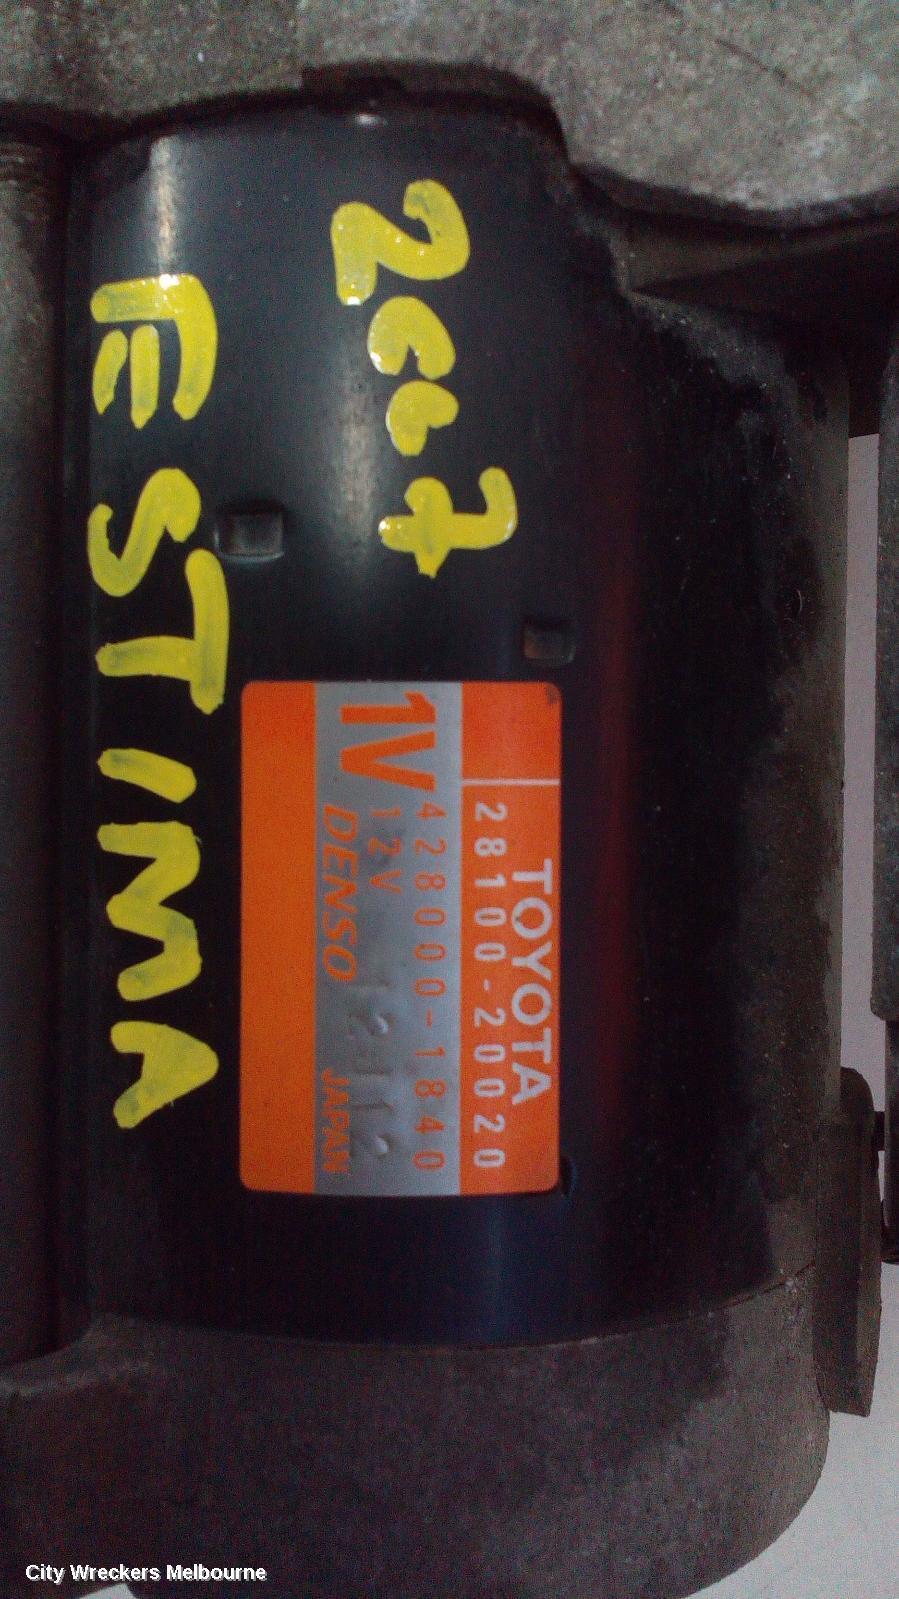 2007
ESTIMA
TOYOTA
28100-20020
1V
428000-1840
12V
DENSO
JAPAN
City Wreckers Melbourne